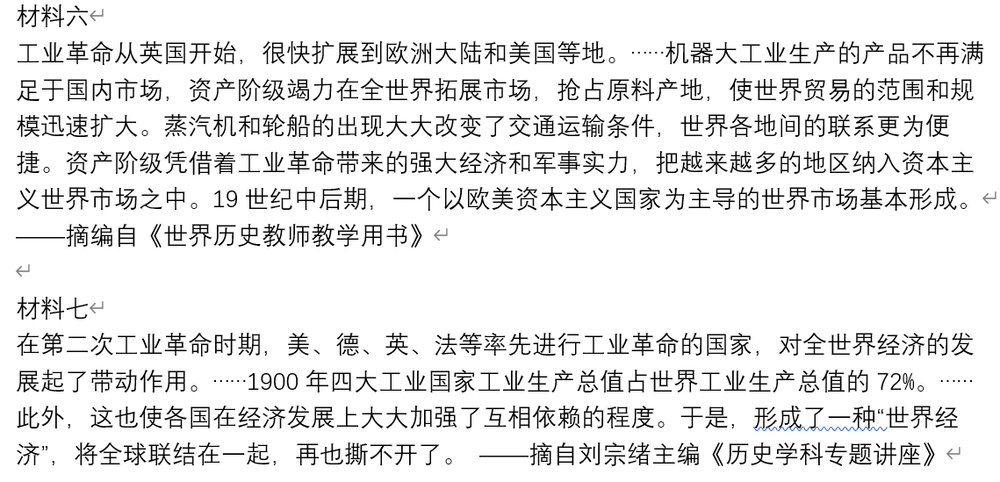 材料六
工业革命从英国开始，很快扩展到欧洲大陆和美国等地。……机器大工业生产的产品不再满
足于国内市场，资产阶级竭力在全世界拓展市场，抢占原料产地，使世界贸易的范围和规
模迅速扩大。蒸汽机和轮船的出现大大改变了交通运输条件，世界各地间的联系更为便
捷。资产阶级凭借着工业革命带来的强大经济和军事实力，把越来越多的地区纳入资本主
义世界市场之中。19 世纪中后期，一个以欧美资本主义国家为主导的世界市场基本形成。
——摘编自《世界历史教师教学用书》
材料七
在第二次工业革命时期，美、德、英、法等率先进行工业革命的国家，对全世界经济的发
展起了带动作用。……1900 年四大工业国家工业生产总值占世界工业生产总值的 72%。……
此外，这也使各国在经济发展上大大加强了互相依赖的程度。于是，形成了一种“世界经
济”，将全球联结在一起，再也撕不开了。 ——摘自刘宗绪主编《历史学科专题讲座》